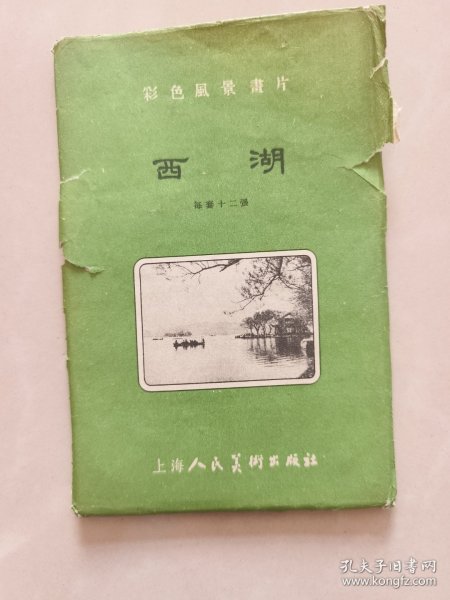 彩色風景畫片
西湖
每套十二張
上海人民美術出版社
孔夫子旧书网
www.kongfz.com